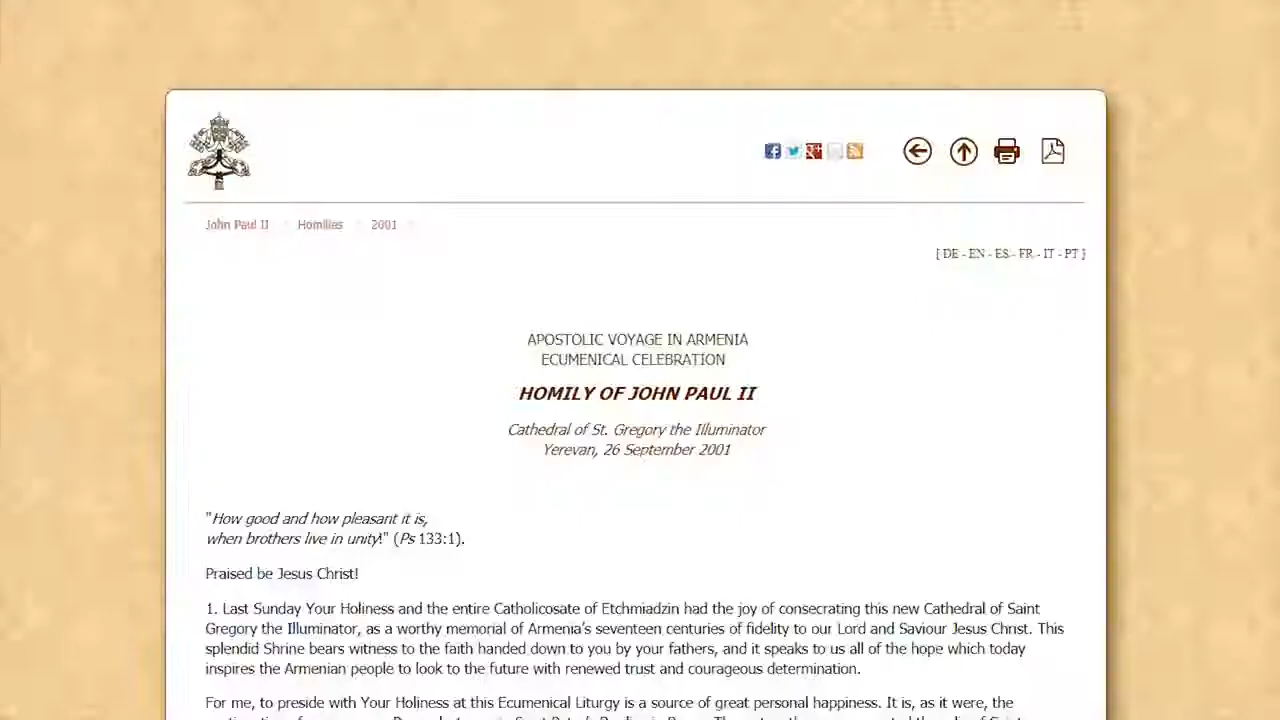 John Paul II Homilies 2001
[ DE - EN - ES - FR - IT - PT ]
APOSTOLIC VOYAGE IN ARMENIA
ECUMENICAL CELEBRATION
HOMILY OF JOHN PAUL II
Cathedral of St. Gregory the Illuminator
Yerevan, 26 September 2001
"How good and how pleasant it is,
when brothers live in unity!" (Ps 133:1).
Praised be Jesus Christ!
1. Last Sunday Your Holiness and the entire Catholicosate of Etchmiadzin had the joy of consecrating this new Cathedral of Saint
Gregory the Illuminator, as a worthy memorial of Armenia's seventeen centuries of fidelity to our Lord and Saviour Jesus Christ. This
splendid Shrine bears witness to the faith handed down to you by your fathers, and it speaks to us all of the hope which today
inspires the Armenian people to look to the future with renewed trust and courageous determination.
For me, to preside with Your Holiness at this Ecumenical Liturgy is a source of great personal happiness. It is, as it were, the